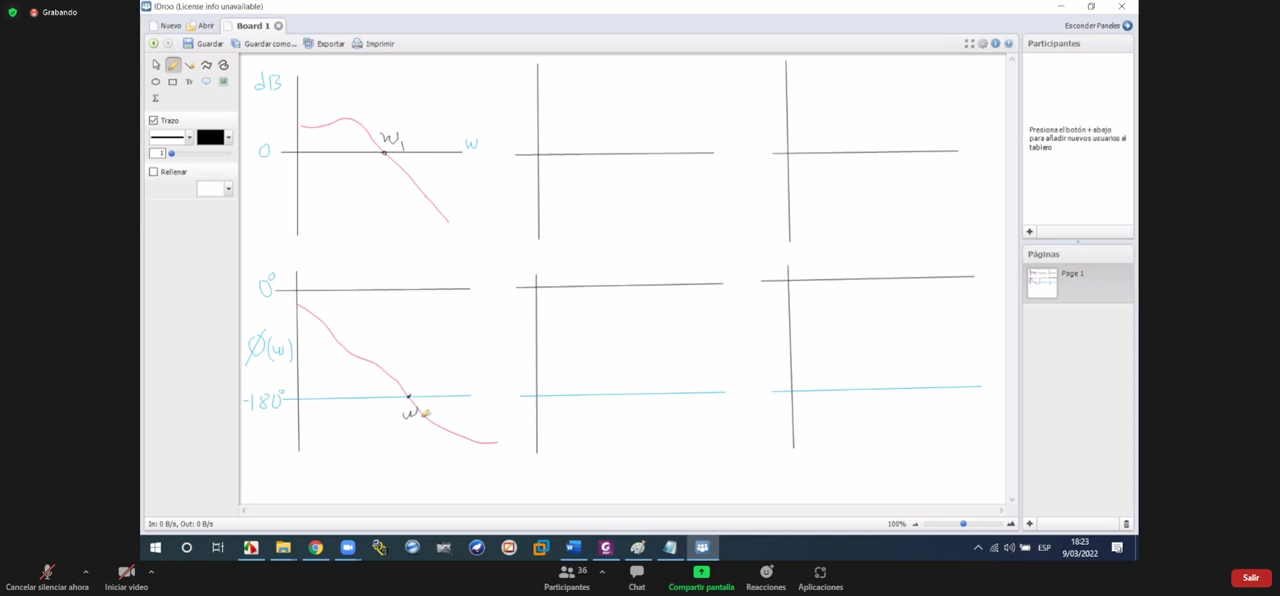 Grabando
IDroo (License info unavailable)
Nuevo Abrir Board 1 Esconder Paneles
Guardar Guardar como... Exportar Imprimir
Participantes
Presiona el botón + abajo
para añadir nuevos usuarios al
tablero
Tr
Σ
Trazo
1
Rellenar
dB
0
w₁
w
0°
Ø(w)
-180°
w
Páginas
Page 1
In: 0 B/s, Out: 0 B/s
100%
ESP
18:23
9/03/2022
Cancelar silenciar ahora
Iniciar video
36
Participantes
Chat
Compartir pantalla
Reacciones
Aplicaciones
Salir